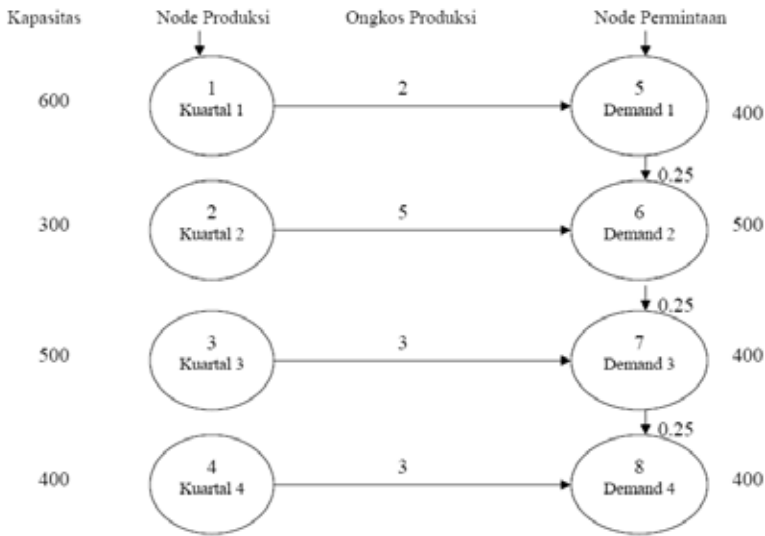 Kapasitas Node Produksi Ongkos Produksi Node Permintaan
600 1 2 5 400
Kuartal 1 Demand 1
0.25
300 2 5 6 500
Kuartal 2 Demand 2
0.25
500 3 3 7 400
Kuartal 3 Demand 3
0.25
400 4 3 8 400
Kuartal 4 Demand 4